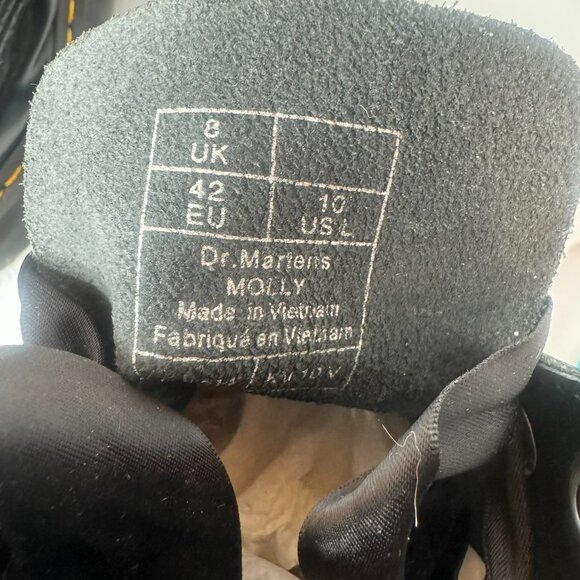 8
UK
42
EU
10
US L
Dr.Martens
MOLLY
Made in Vietnam
Fabriqué en Vietnam